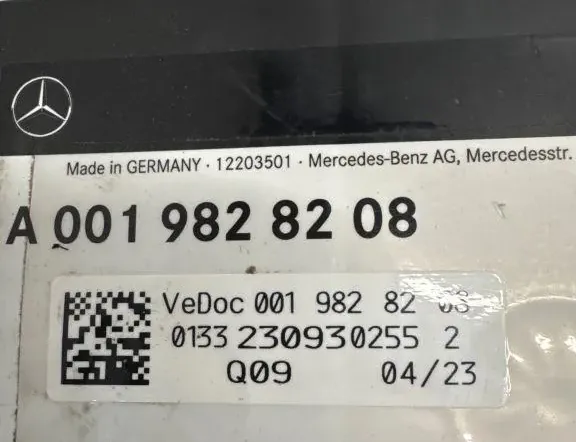 Made in GERMANY · 12203501 · Mercedes-Benz AG, Mercedesstr.
A 001 982 82 08
VeDoc 001 982 82 08
0133 230930255 2
Q09 04/23